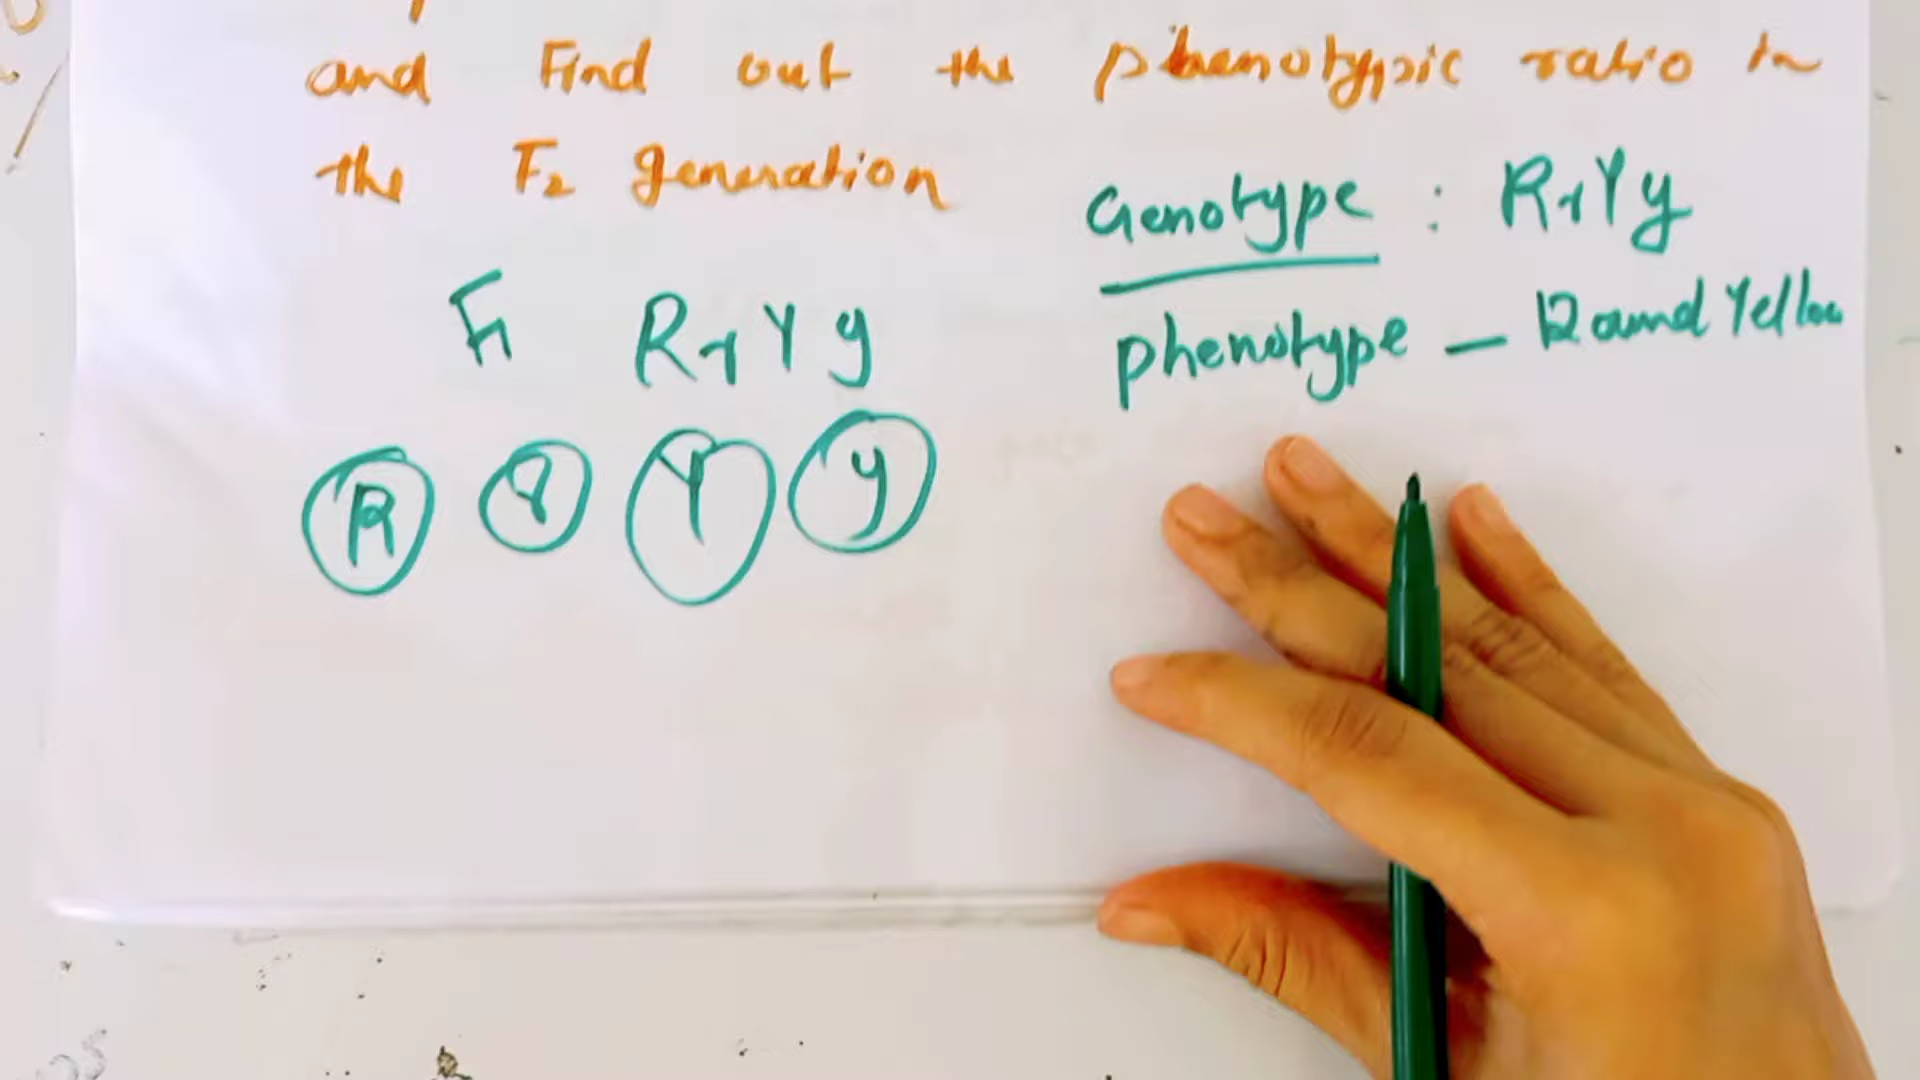 and Find out the phenotypic ratio in
the F2 generation
Genotype : RrYy
F1 RrYy
phenotype - Round Yellow
R r Y y